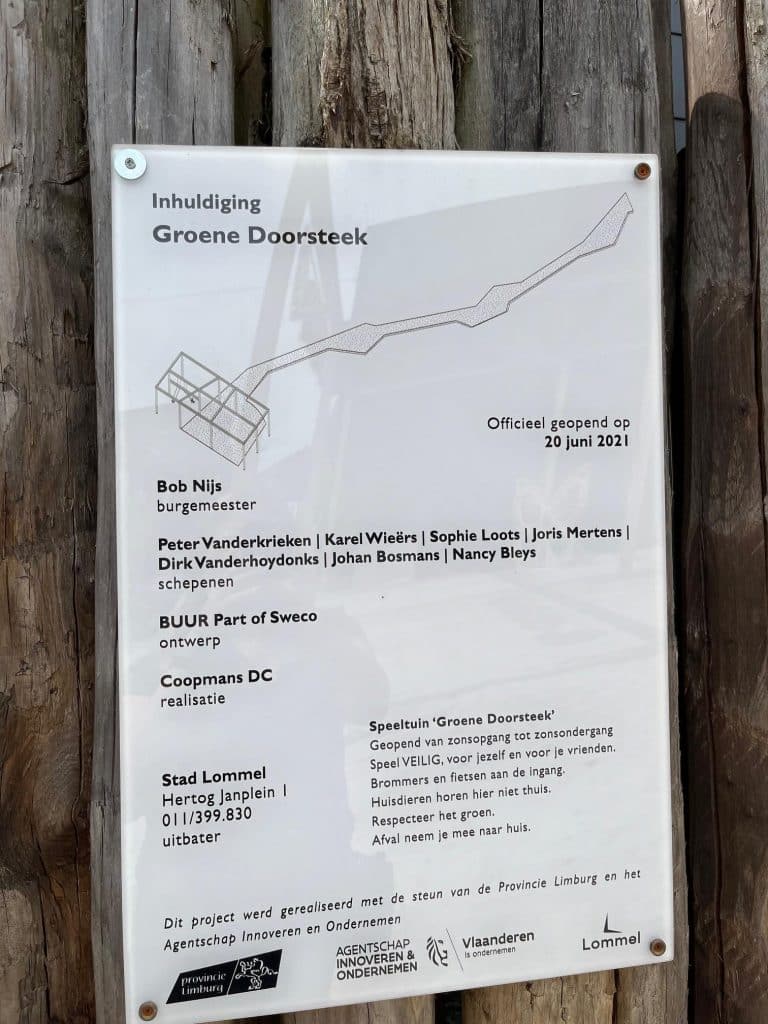 Inhuldiging
Groene Doorsteek
Officieel geopend op
20 juni 2021
Bob Nijs
burgemeester
Peter Vanderkrieken | Karel Wieërs | Sophie Loots | Joris Mertens |
Dirk Vanderhoydonks | Johan Bosmans | Nancy Bleys
schepenen
BUUR Part of Sweco
ontwerp
Coopmans DC
realisatie
Stad Lommel
Hertog Janplein 1
011/399.830
uitbater
Speeltuin ‘Groene Doorsteek’
Geopend van zonsopgang tot zonsondergang
Speel VEILIG, voor jezelf en voor je vrienden.
Brommers en fietsen aan de ingang.
Huisdieren horen hier niet thuis.
Respecteer het groen.
Afval neem je mee naar huis.
Dit project werd gerealiseerd met de steun van de Provincie Limburg en het
Agentschap Innoveren en Ondernemen
provincie
Limburg
AGENTSCHAP
INNOVEREN &
ONDERNEMEN
Vlaanderen
is ondernemen
Lommel